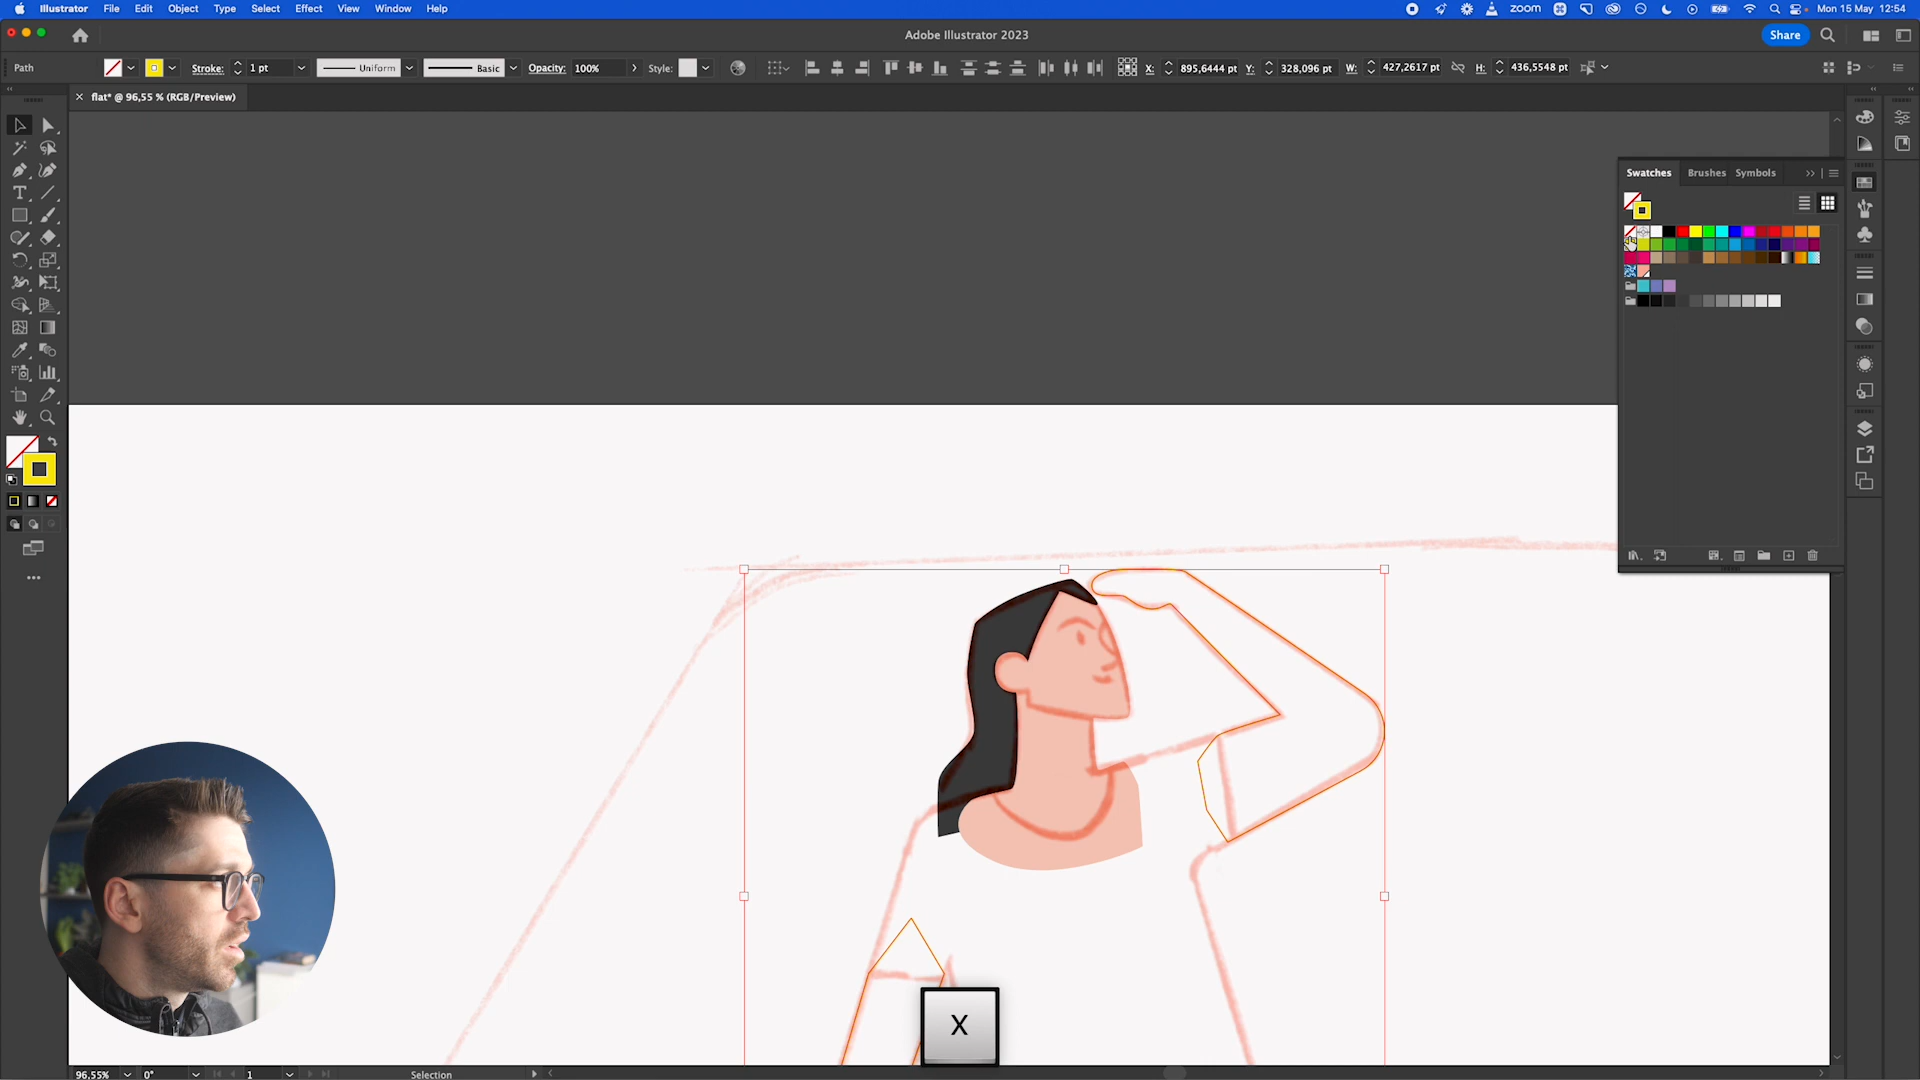 Illustrator File Edit Object Type Select Effect View Window Help
zoom Mon 15 May 12:54
Adobe Illustrator 2023
Share
Path Stroke: 1 pt Uniform Basic Opacity: 100% Style: X: 895,6444 pt Y: 328,096 pt W: 427,2617 pt H: 436,5548 pt
flat* @ 96,55 % (RGB/Preview)
Swatches Brushes Symbols
X
96,55% 0° 1 Selection